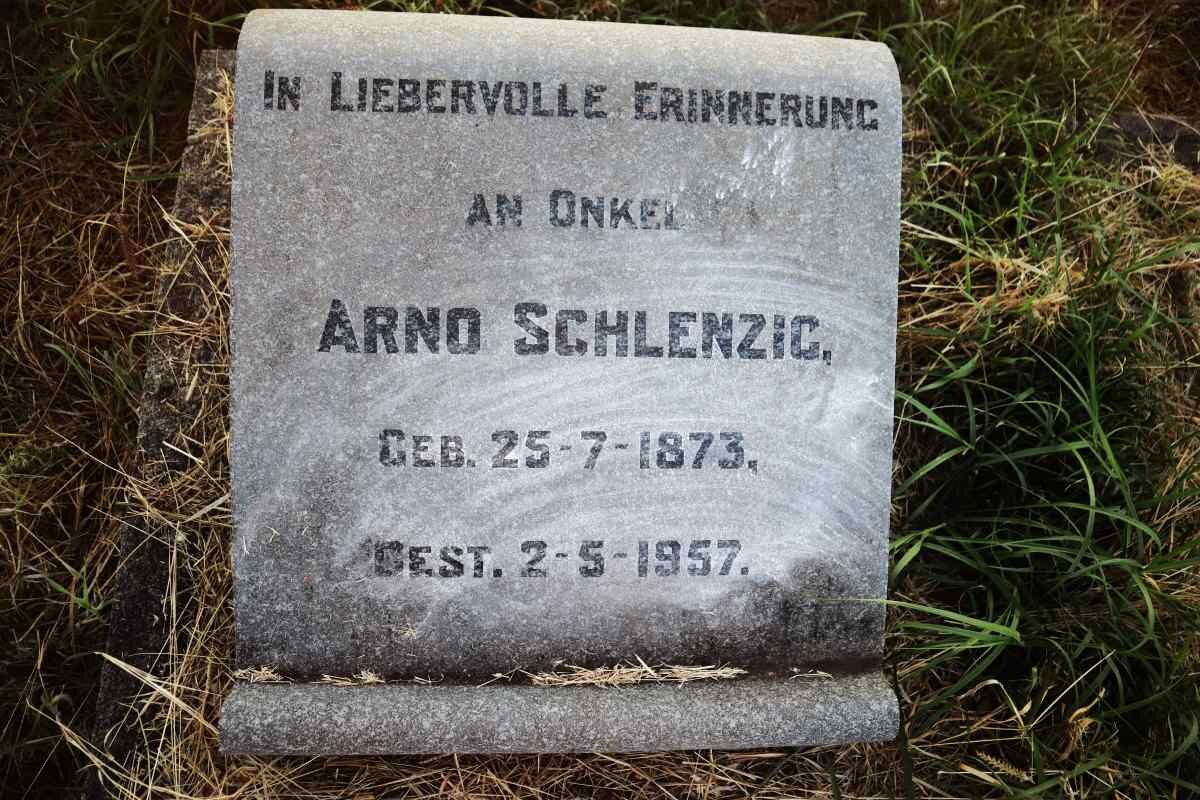 IN LIEBERVOLLE ERINNERUNG
AN ONKEL
ARNO SCHLENZIG,
GEB. 25-7-1873,
GEST. 2-5-1957.